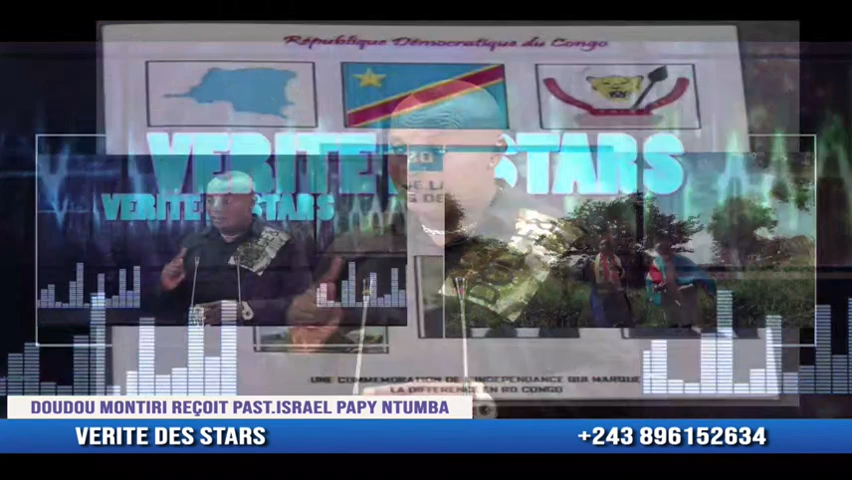 République Démocratique du Congo
VERITE STARS
VERITE STARS
UNE COMMEMORATION DE L'INDEPENDANCE QUI MARQUE
LA DIFFERENCE EN RD CONGO
DOUDOU MONTIRI REÇOIT PAST.ISRAEL PAPY NTUMBA
VERITE DES STARS
+243 896152634